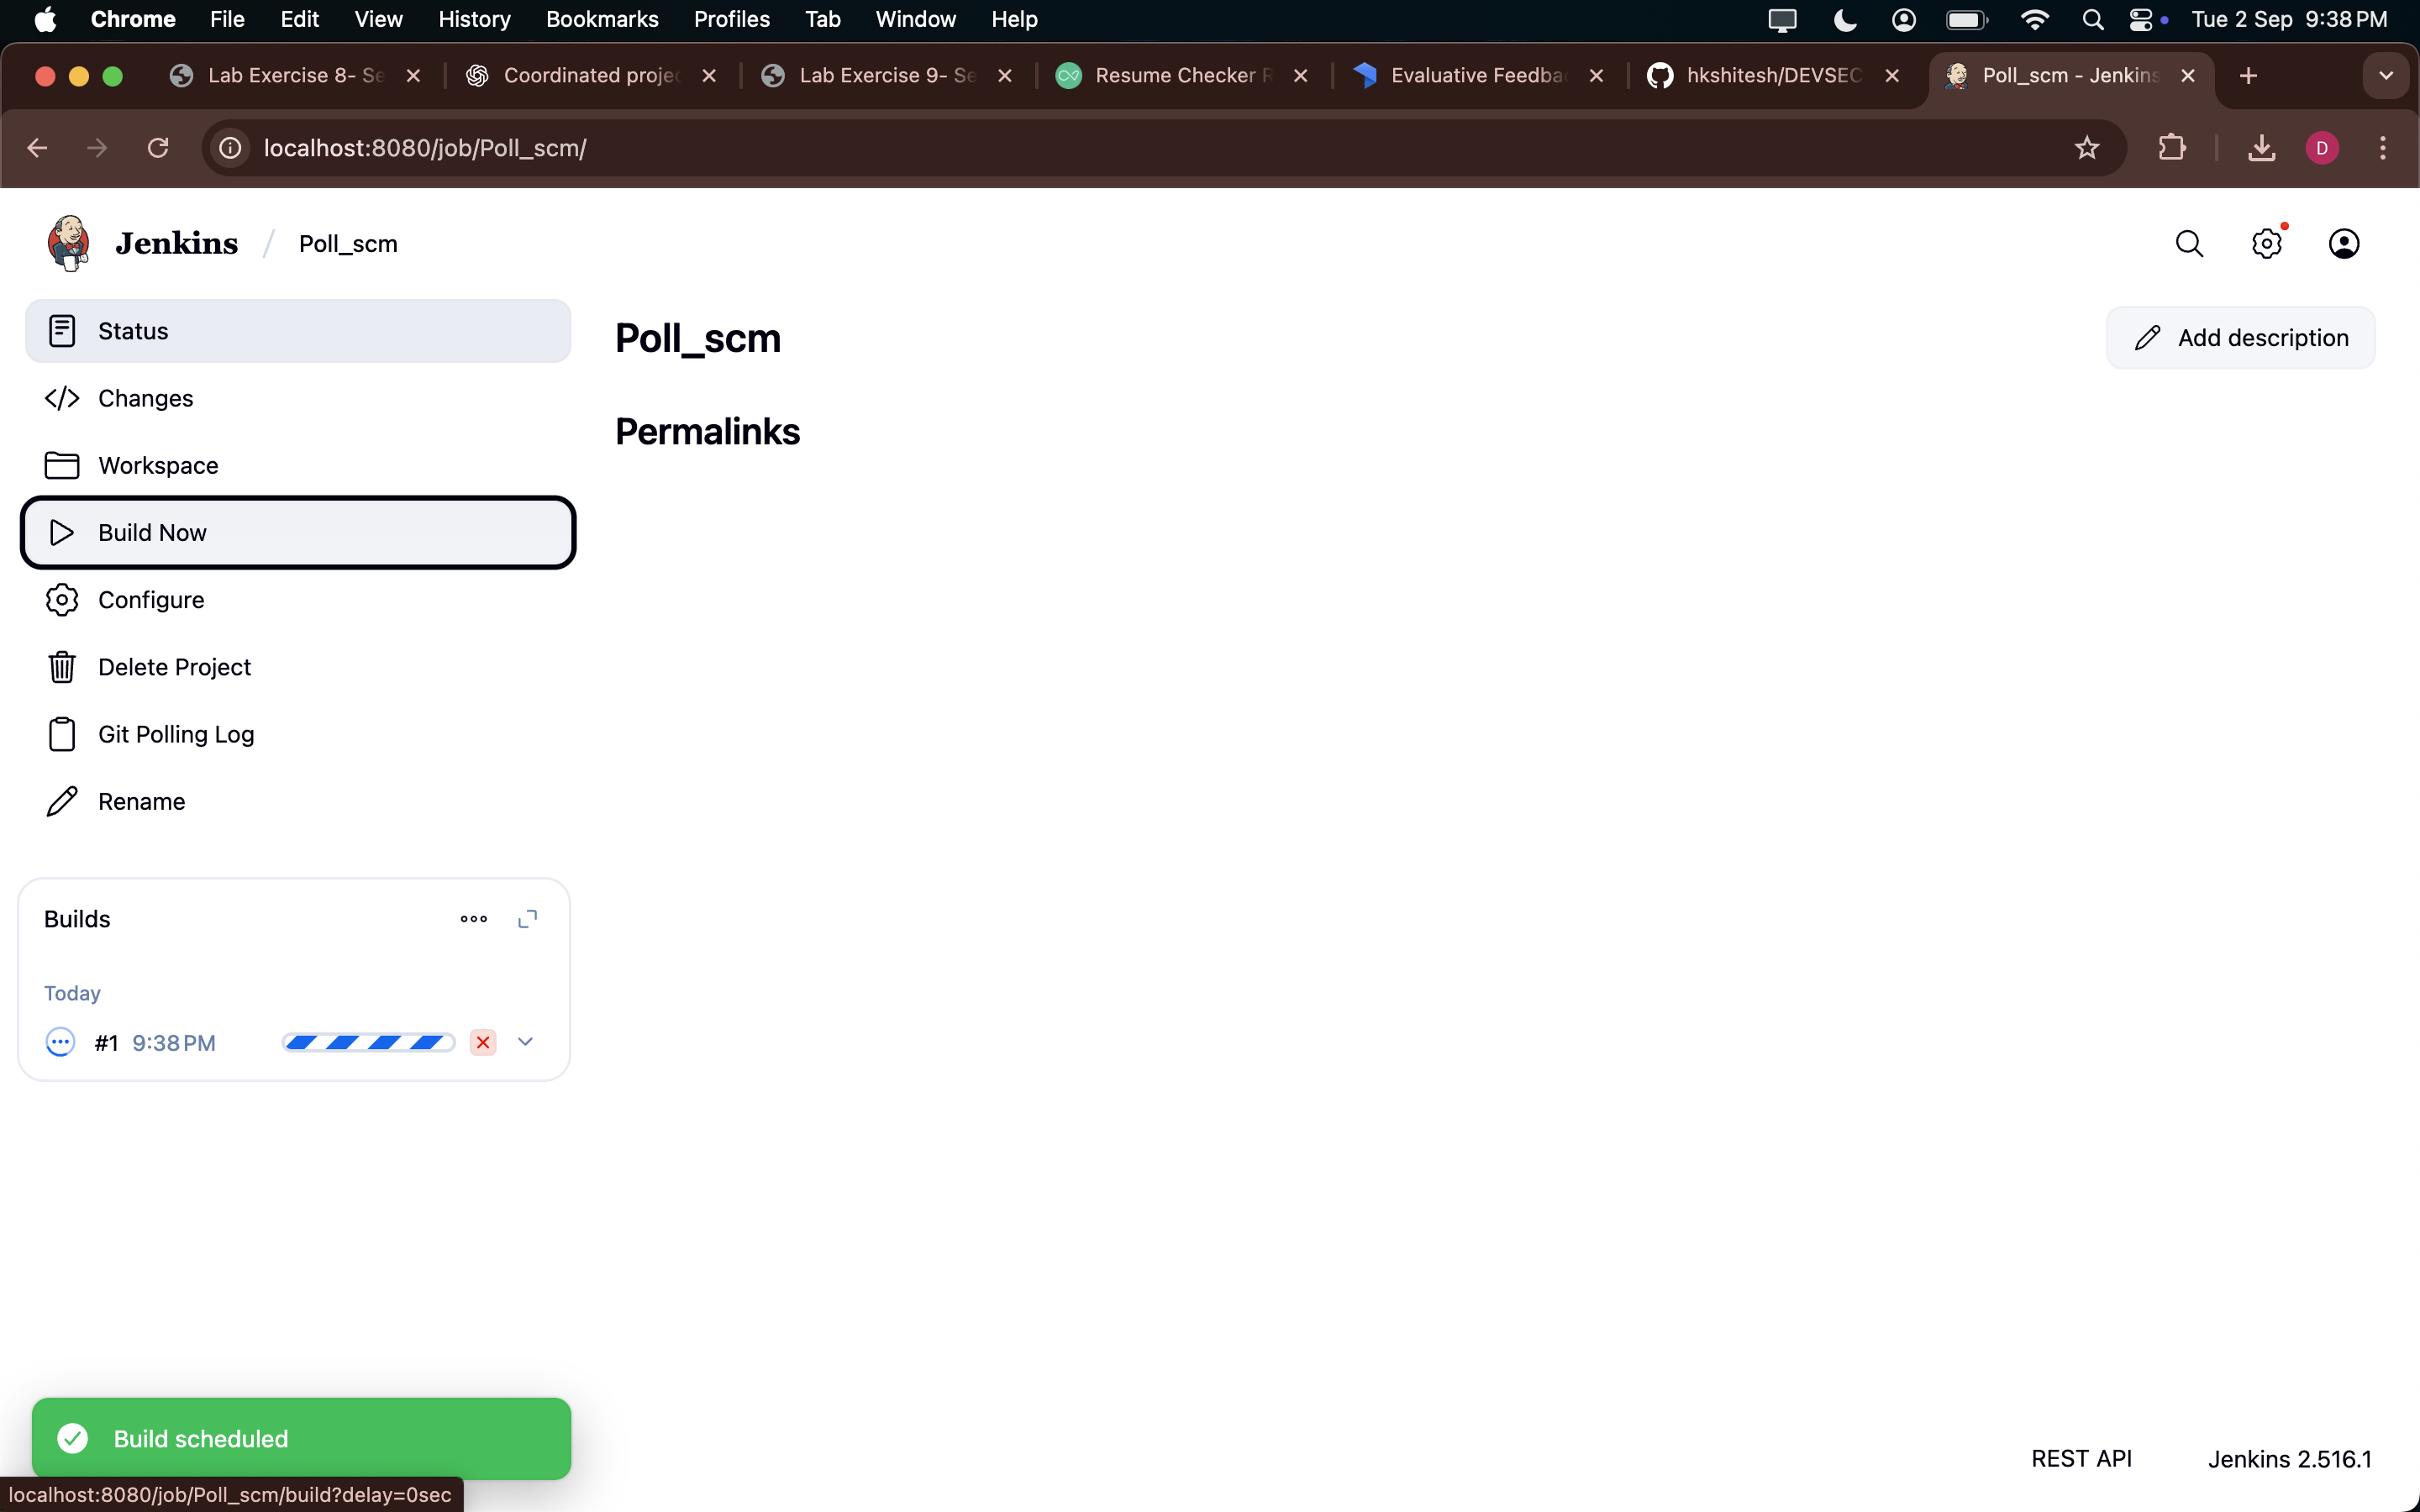 Chrome File Edit View History Bookmarks Profiles Tab Window Help Tue 2 Sep 9:38 PM
Lab Exercise 8- Se Coordinated projec Lab Exercise 9- Se Resume Checker Evaluative Feedba hkshitesh/DEVSEC Poll_scm - Jenkins
localhost:8080/job/Poll_scm/ D
Jenkins / Poll_scm
Status
Changes
Workspace
Build Now
Configure
Delete Project
Git Polling Log
Rename
Poll_scm
Add description
Permalinks
Builds
Today
#1 9:38 PM
Build scheduled
REST API Jenkins 2.516.1
localhost:8080/job/Poll_scm/build?delay=0sec